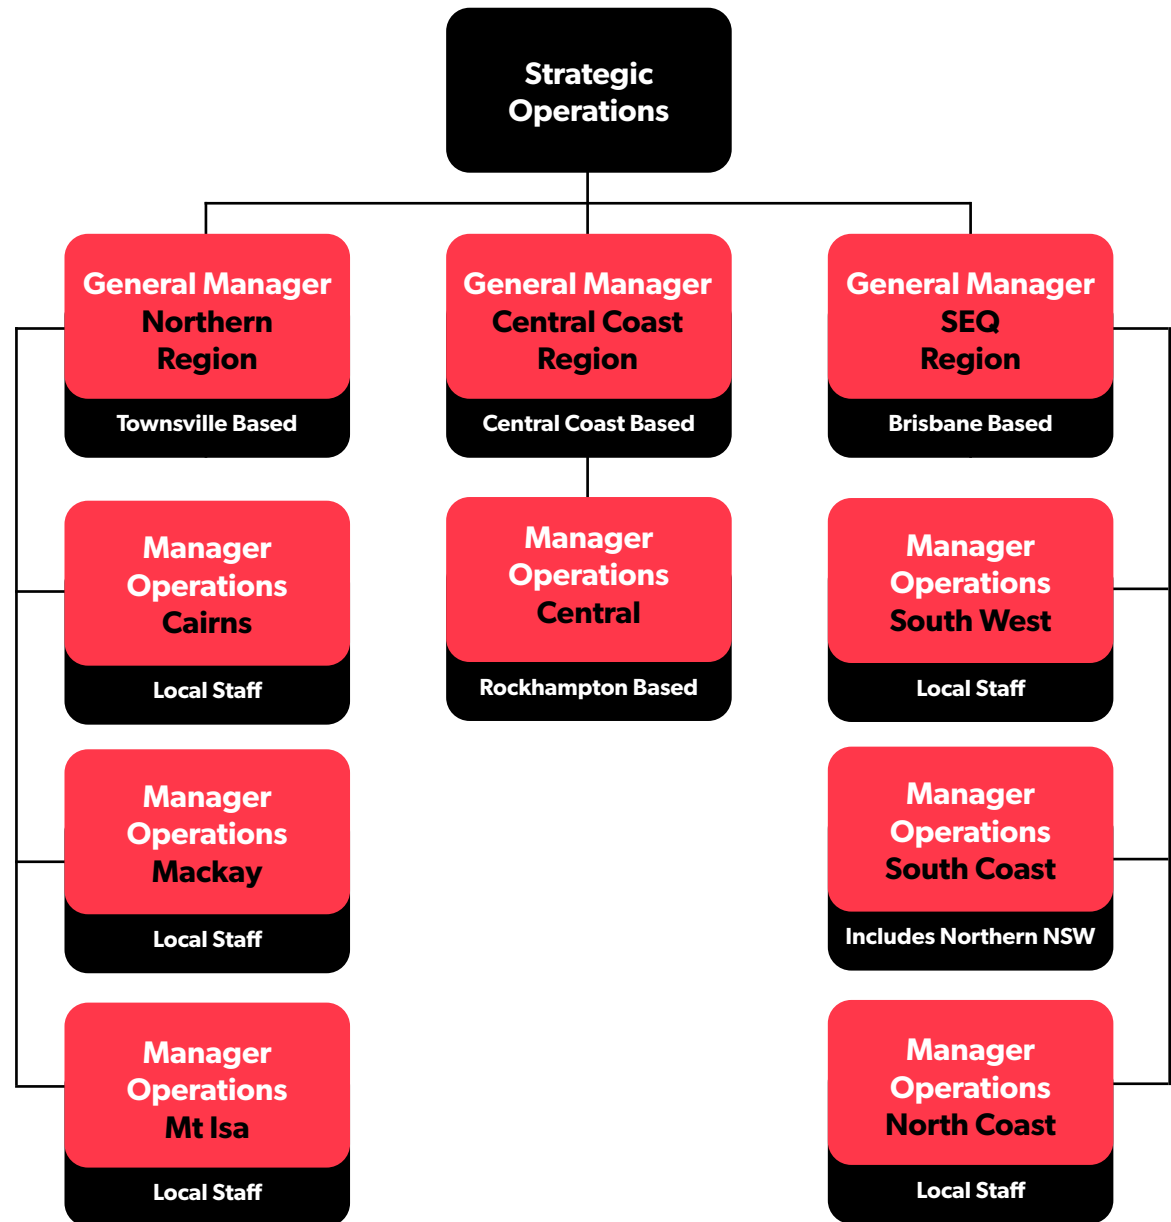 Strategic
Operations
General Manager
Northern
Region
Townsville Based
General Manager
Central Coast
Region
Central Coast Based
General Manager
SEQ
Region
Brisbane Based
Manager
Operations
Cairns
Local Staff
Manager
Operations
Central
Rockhampton Based
Manager
Operations
South West
Local Staff
Manager
Operations
Mackay
Local Staff
Manager
Operations
South Coast
Includes Northern NSW
Manager
Operations
Mt Isa
Local Staff
Manager
Operations
North Coast
Local Staff